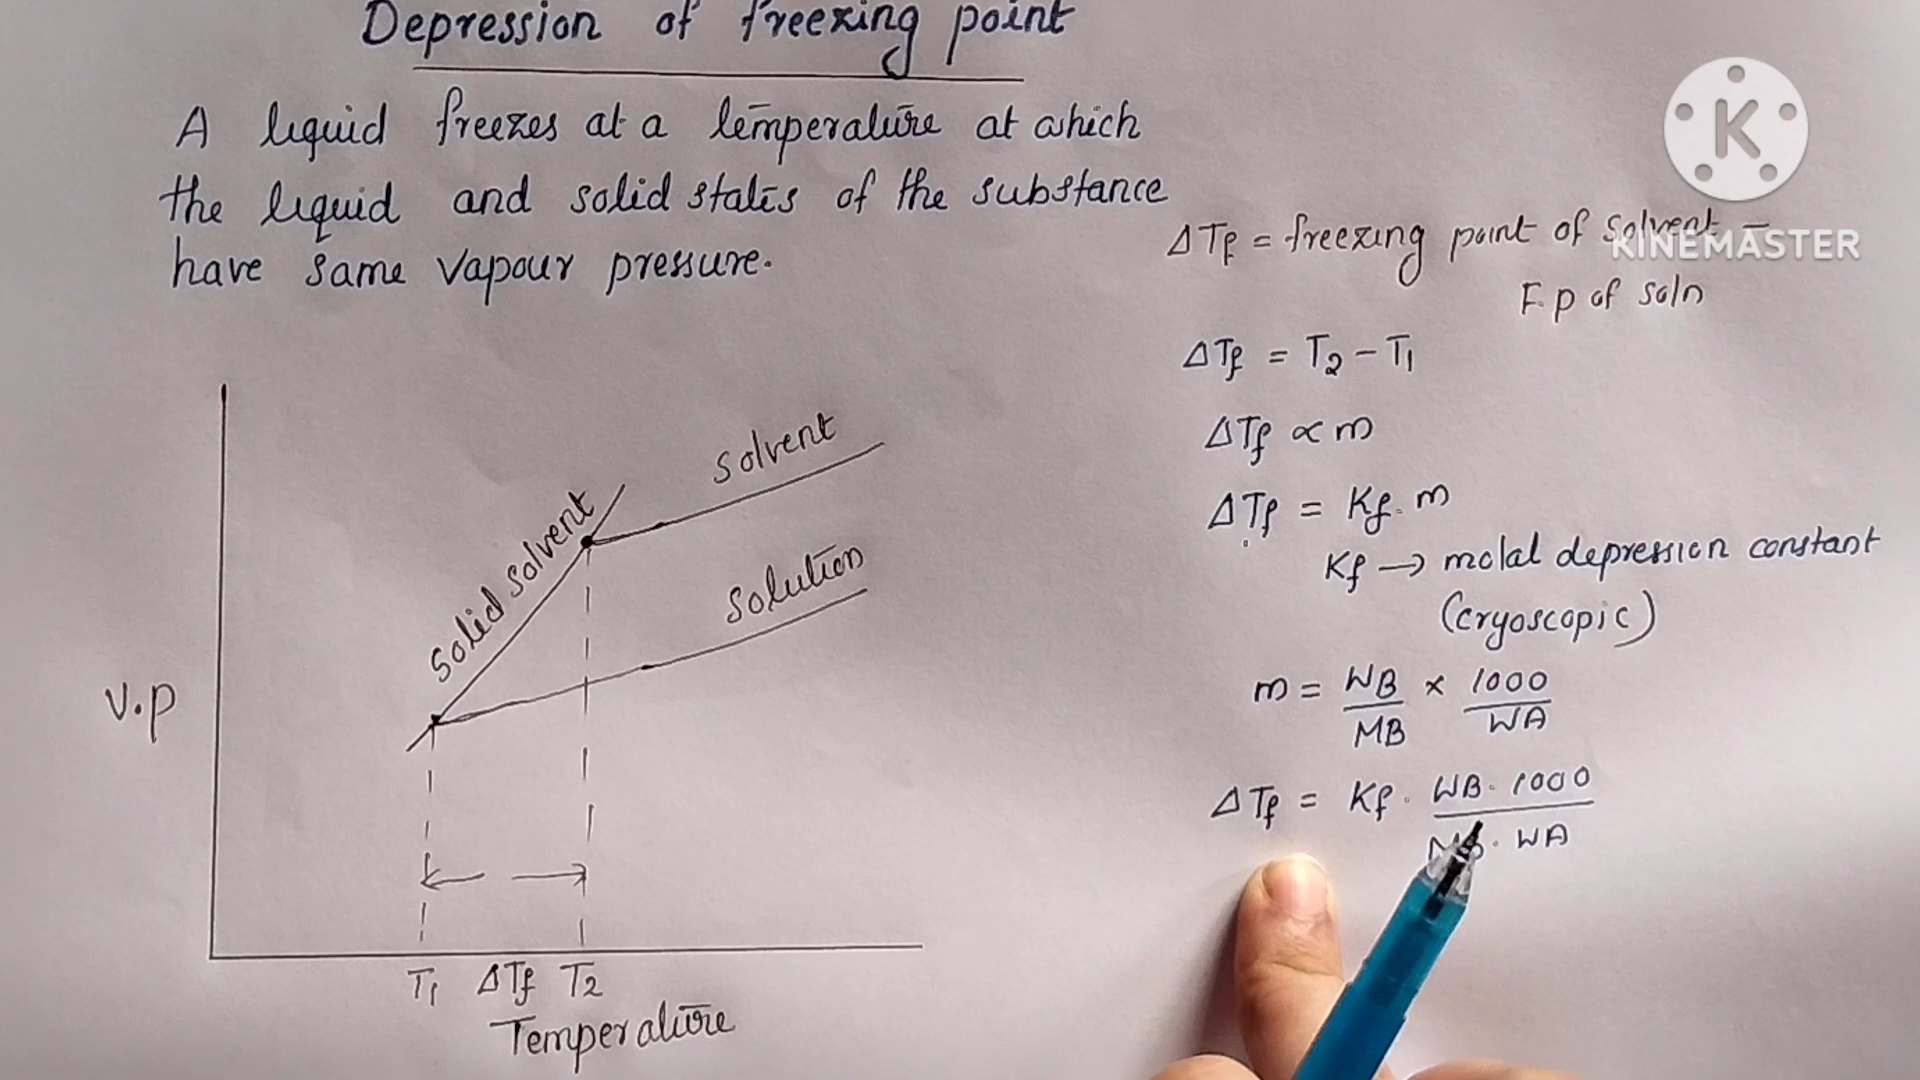 Depression of freezing point
A liquid freezes at a temperature at which
the liquid and solid states of the substance
have same vapour pressure.
K
KINEMASTER
ΔTf = freezing point of solvent –
F.p of soln
ΔTf = T2 – T1
ΔTf ∝ m
ΔTf = Kf. m
Kf → molal depression constant
(cryoscopic)
m = WB/MB × 1000/WA
ΔTf = Kf. WB. 1000/MB. WA
solvent
solid solvent
solution
V.p
T1 ΔTf T2
Temperature